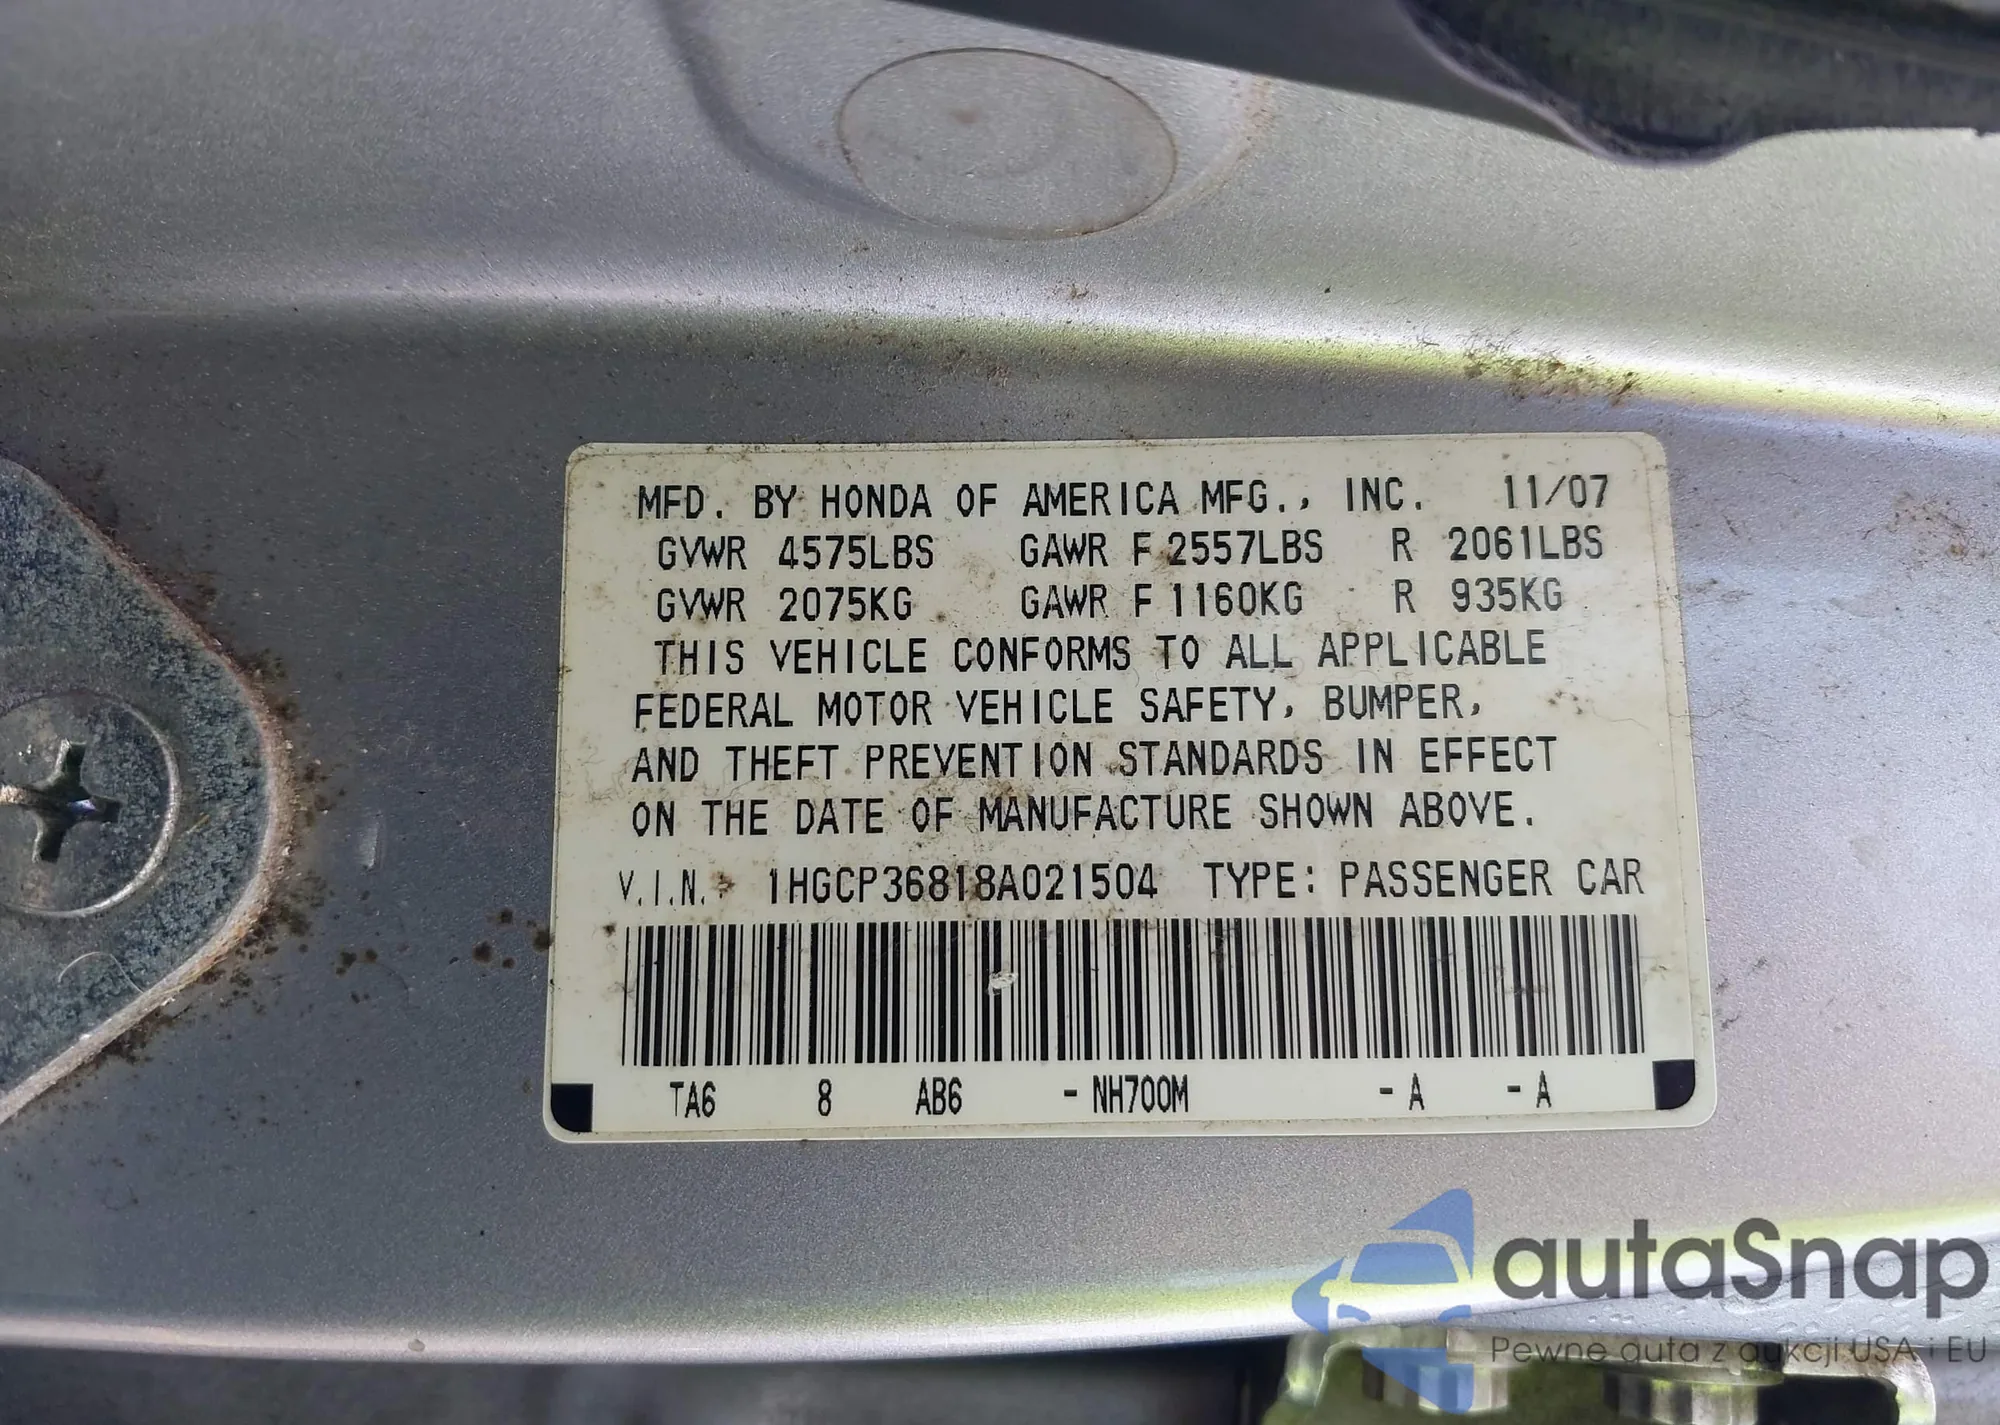 MFD. BY HONDA OF AMERICA MFG., INC. 11/07
GVWR 4575LBS GAWR F 2557LBS R 2061LBS
GVWR 2075KG GAWR F 1160KG R 935KG
THIS VEHICLE CONFORMS TO ALL APPLICABLE
FEDERAL MOTOR VEHICLE SAFETY, BUMPER,
AND THEFT PREVENTION STANDARDS IN EFFECT
ON THE DATE OF MANUFACTURE SHOWN ABOVE.
V.I.N. 1HGCP36818A021504 TYPE: PASSENGER CAR
TA6 8 AB6 -NH700M -A -A
autaSnap
Pewne auta z aukcji USA i EU